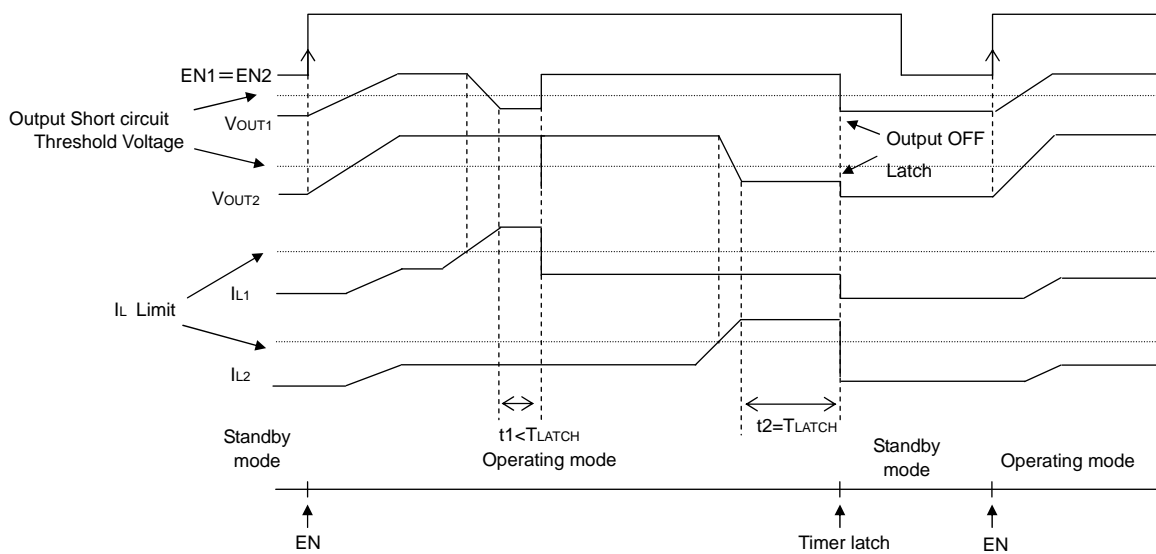 EN1=EN2
Output Short circuit
Threshold Voltage
VOUT1
Output OFF
Latch
VOUT2
IL1
IL Limit
IL2
t1<TLATCH
t2=TLATCH
Standby
mode
Operating mode
Standby
mode
Operating mode
EN
Timer latch
EN